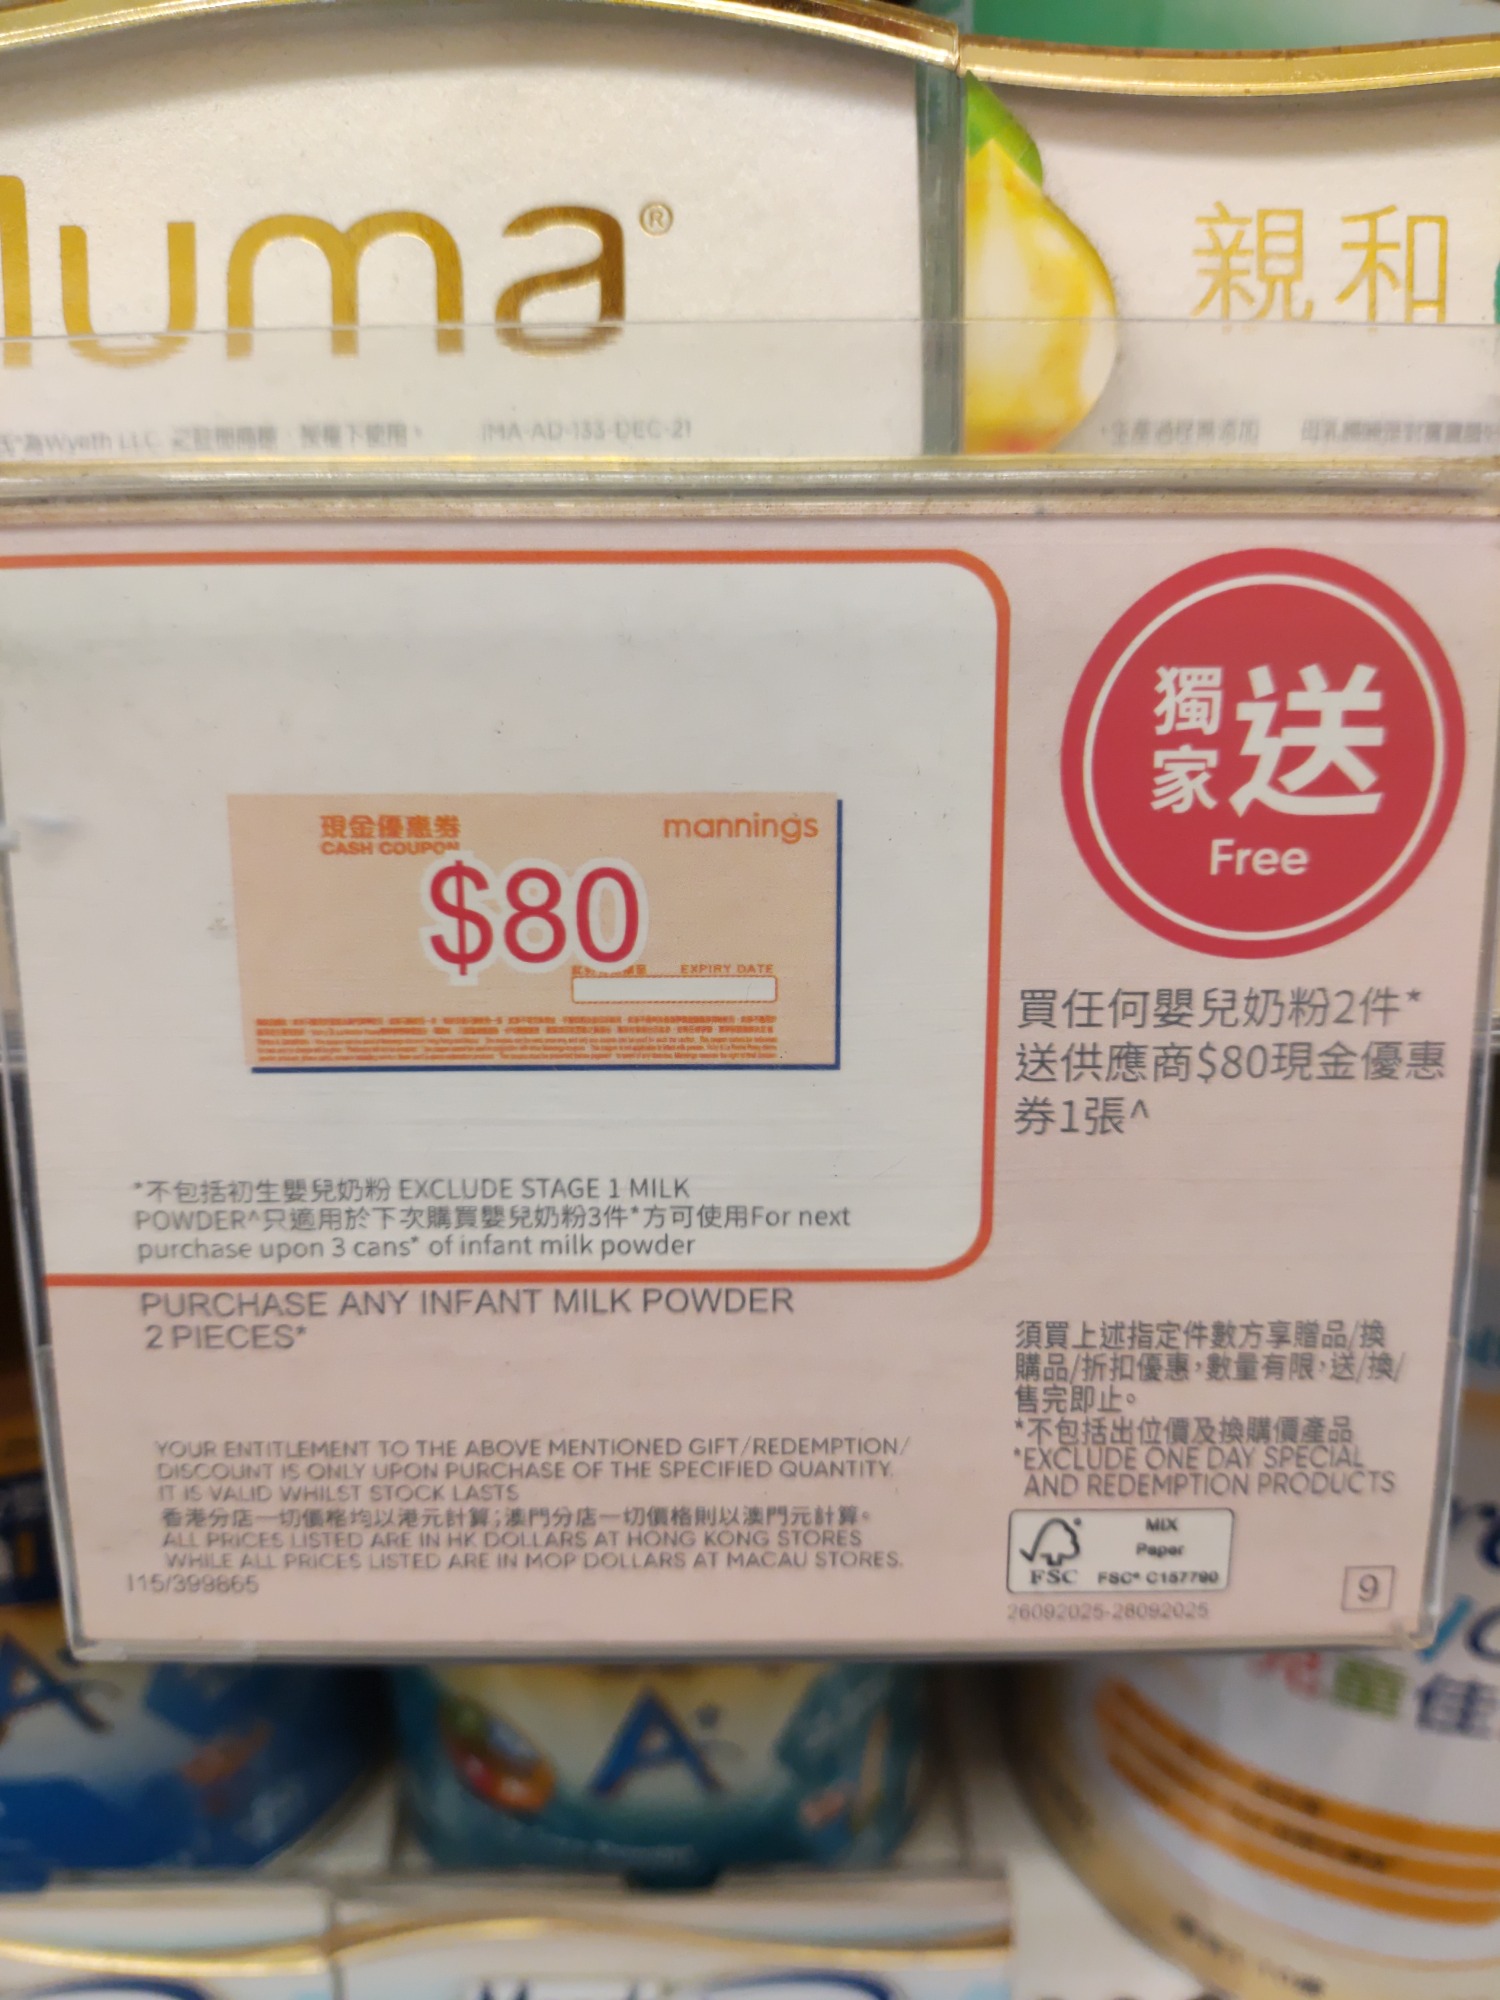 luma®
親和
Wyeth LLC
IMA-AD-133-DEC-21
獨家送
Free
現金優惠券
CASH COUPON
mannings
$80
EXPIRY DATE
買任何嬰兒奶粉2件*
送供應商$80現金優惠
券1張^
*不包括初生嬰兒奶粉 EXCLUDE STAGE 1 MILK
POWDER^只適用於下次購買嬰兒奶粉3件*方可使用For next
purchase upon 3 cans* of infant milk powder
PURCHASE ANY INFANT MILK POWDER
2 PIECES*
須買上述指定件數方享贈品/換
購品/折扣優惠,數量有限,送/換/
售完即止。
*不包括出位價及換購價產品
*EXCLUDE ONE DAY SPECIAL
AND REDEMPTION PRODUCTS
YOUR ENTITLEMENT TO THE ABOVE MENTIONED GIFT/REDEMPTION/
DISCOUNT IS ONLY UPON PURCHASE OF THE SPECIFIED QUANTITY.
IT IS VALID WHILST STOCK LASTS
香港分店一切價格均以港元計算;澳門分店一切價格則以澳門元計算。
ALL PRICES LISTED ARE IN HK DOLLARS AT HONG KONG STORES
WHILE ALL PRICES LISTED ARE IN MOP DOLLARS AT MACAU STORES.
I15/399865
FSC
MIX
Paper
FSC® C157790
26092025-28092025
9
A+
A+
佳